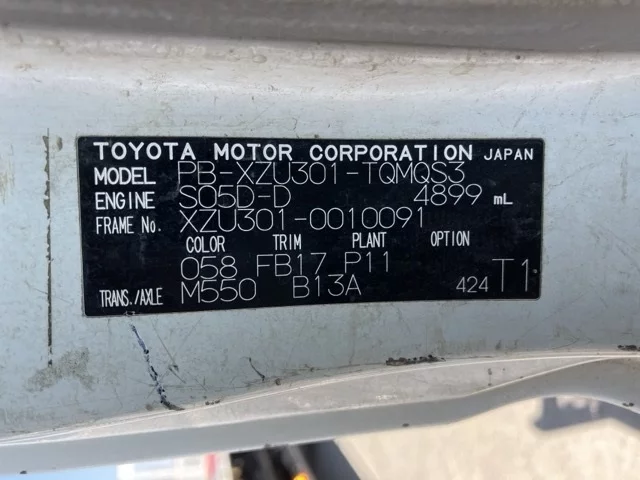 TOYOTA MOTOR CORPORATION JAPAN
MODEL PB-XZU301-TQMQS3
ENGINE S05D-D 4899 mL
FRAME No. XZU301-0010091
COLOR TRIM PLANT OPTION
058 FB17 P11
TRANS./AXLE M550 B13A 424 T1